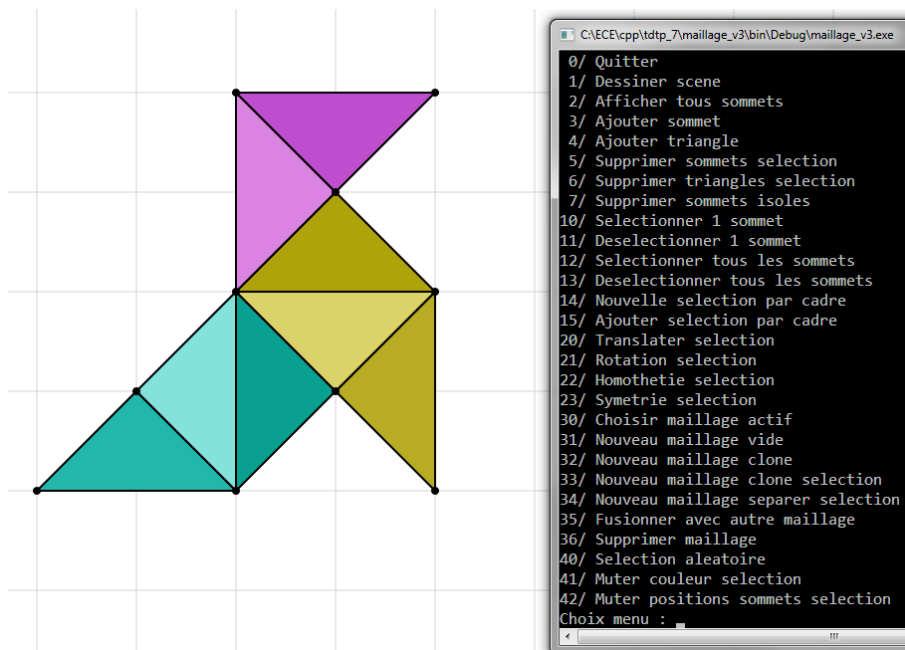 C:\ECE\cpp\tdtp_7\maillage_v3\bin\Debug\maillage_v3.exe
0/ Quitter
1/ Dessiner scene
2/ Afficher tous sommets
3/ Ajouter sommet
4/ Ajouter triangle
5/ Supprimer sommets selection
6/ Supprimer triangles selection
7/ Supprimer sommets isoles
10/ Selectionner 1 sommet
11/ Deselectionner 1 sommet
12/ Selectionner tous les sommets
13/ Deselectionner tous les sommets
14/ Nouvelle selection par cadre
15/ Ajouter selection par cadre
20/ Translater selection
21/ Rotation selection
22/ Homothetie selection
23/ Symetrie selection
30/ Choisir maillage actif
31/ Nouveau maillage vide
32/ Nouveau maillage clone
33/ Nouveau maillage clone selection
34/ Nouveau maillage separer selection
35/ Fusionner avec autre maillage
36/ Supprimer maillage
40/ Selection aleatoire
41/ Muter couleur selection
42/ Muter positions sommets selection
Choix menu : _